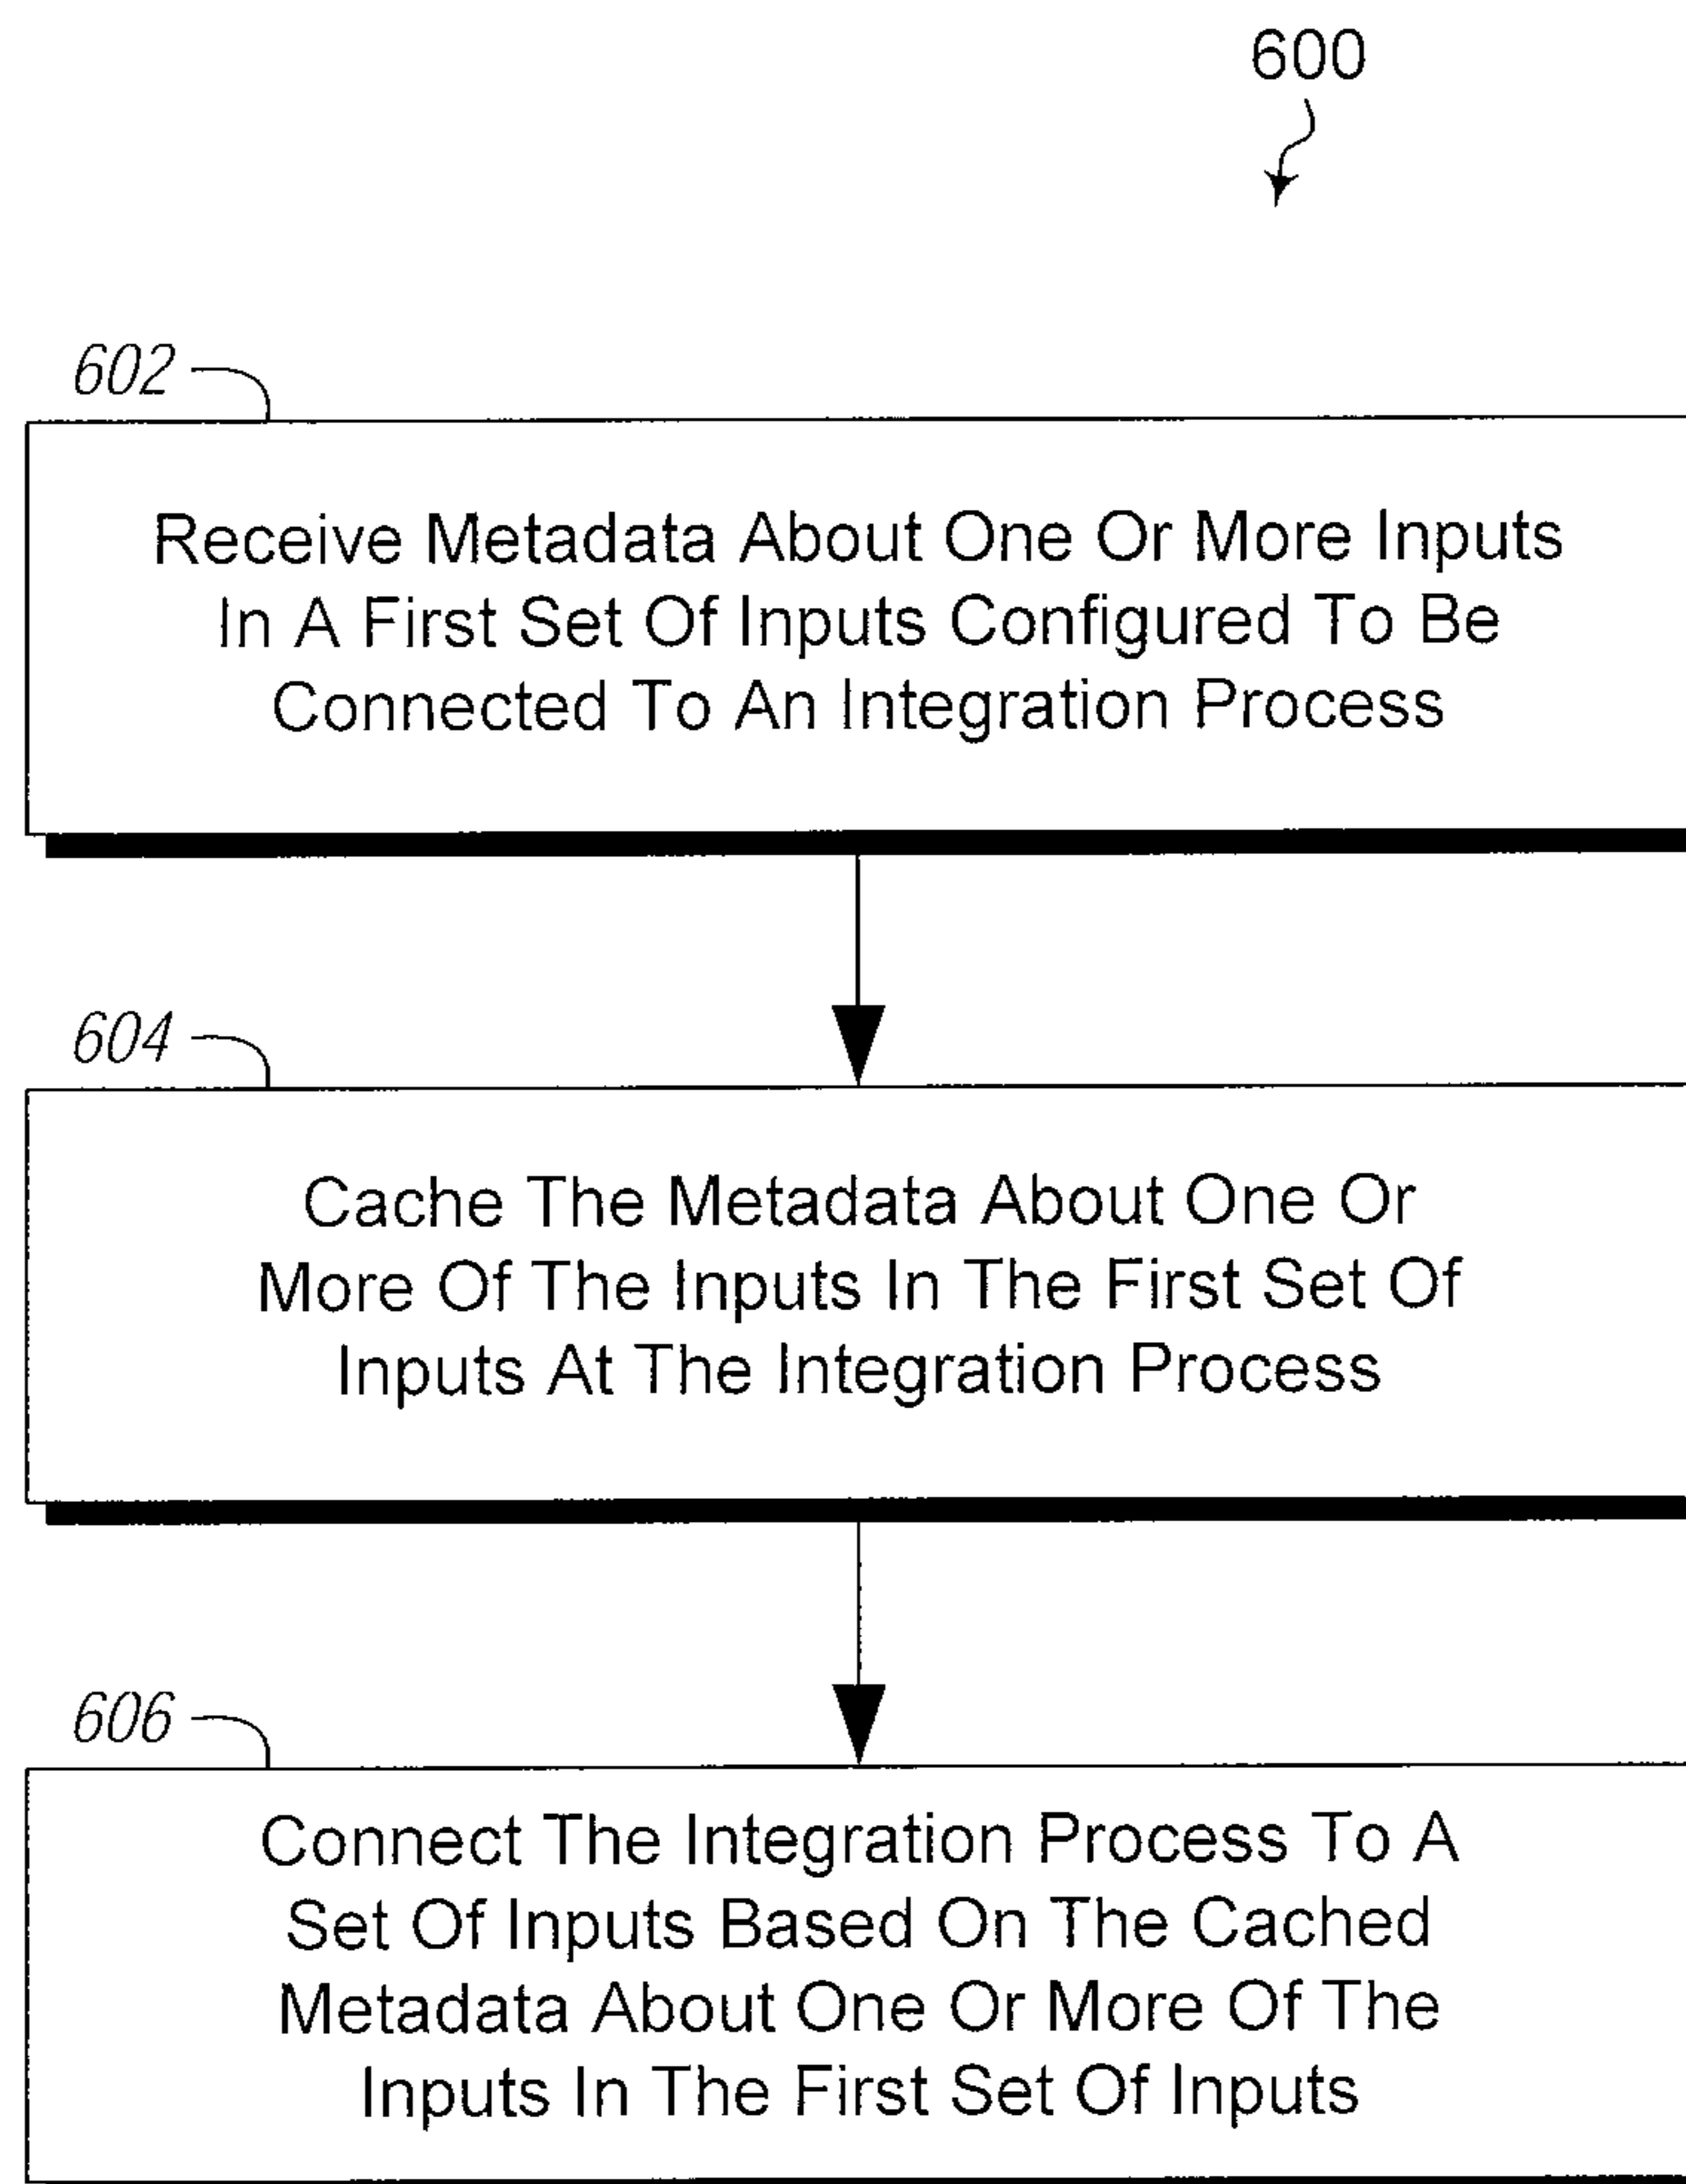 600
602
Receive Metadata About One Or More Inputs
In A First Set Of Inputs Configured To Be
Connected To An Integration Process
604
Cache The Metadata About One Or
More Of The Inputs In The First Set Of
Inputs At The Integration Process
606
Connect The Integration Process To A
Set Of Inputs Based On The Cached
Metadata About One Or More Of The
Inputs In The First Set Of Inputs